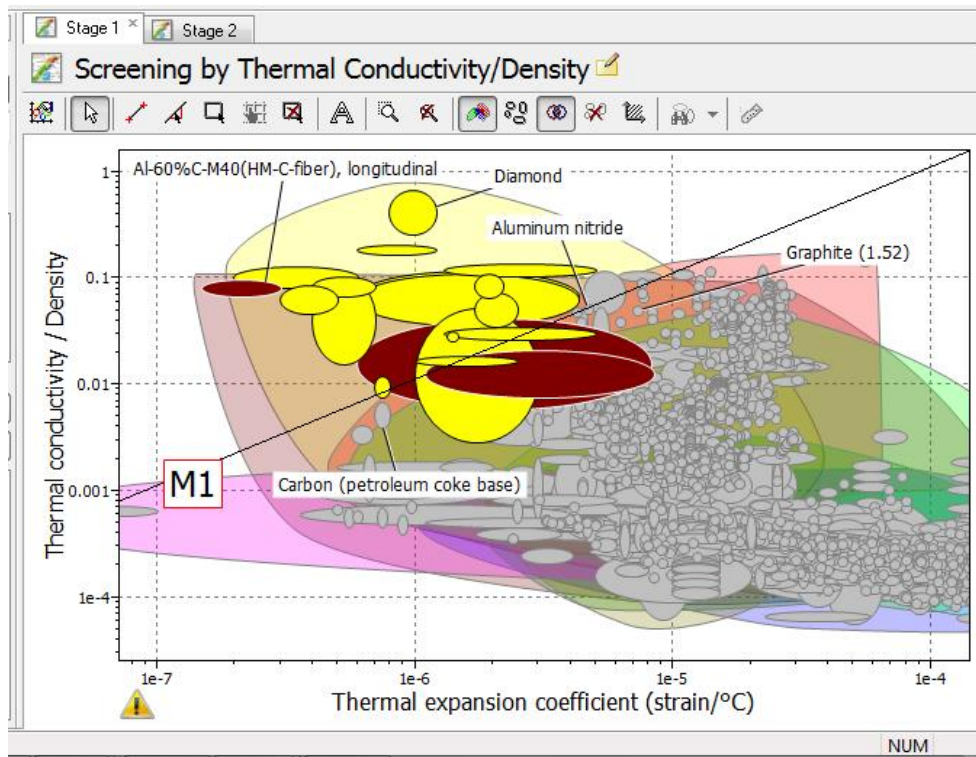 Stage 1
Stage 2
Screening by Thermal Conductivity/Density
Al-60%C-M40(HM-C-fiber), longitudinal
Diamond
Aluminum nitride
Graphite (1.52)
Carbon (petroleum coke base)
M1
Thermal conductivity / Density
1
0.1
0.01
0.001
1e-4
1e-7
1e-6
1e-5
1e-4
Thermal expansion coefficient (strain/°C)
NUM